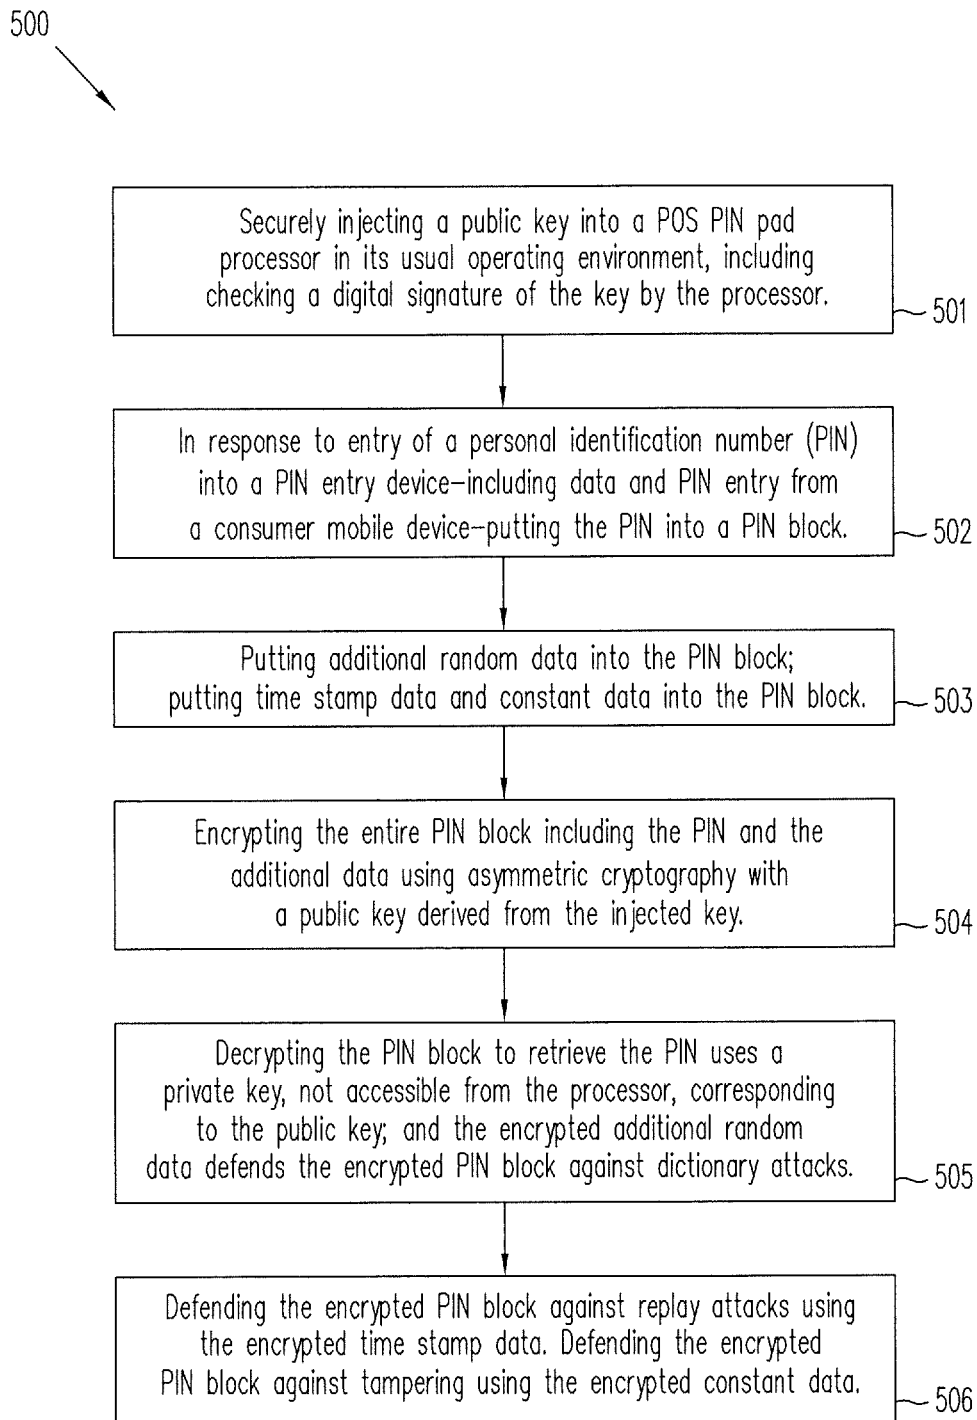 500
Securely injecting a public key into a POS PIN pad
processor in its usual operating environment, including
checking a digital signature of the key by the processor.
501
In response to entry of a personal identification number (PIN)
into a PIN entry device-including data and PIN entry from
a consumer mobile device-putting the PIN into a PIN block.
502
Putting additional random data into the PIN block;
putting time stamp data and constant data into the PIN block.
503
Encrypting the entire PIN block including the PIN and the
additional data using asymmetric cryptography with
a public key derived from the injected key.
504
Decrypting the PIN block to retrieve the PIN uses a
private key, not accessible from the processor, corresponding
to the public key; and the encrypted additional random
data defends the encrypted PIN block against dictionary attacks.
505
Defending the encrypted PIN block against replay attacks using
the encrypted time stamp data. Defending the encrypted
PIN block against tampering using the encrypted constant data.
506